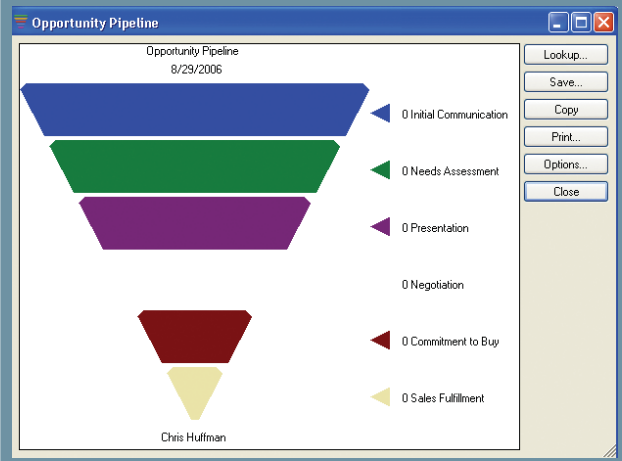 Opportunity Pipeline
Opportunity Pipeline
8/29/2006
0 Initial Communication
0 Needs Assessment
0 Presentation
0 Negotiation
0 Commitment to Buy
0 Sales Fulfillment
Chris Huffman
Lookup...
Save...
Copy
Print...
Options...
Close